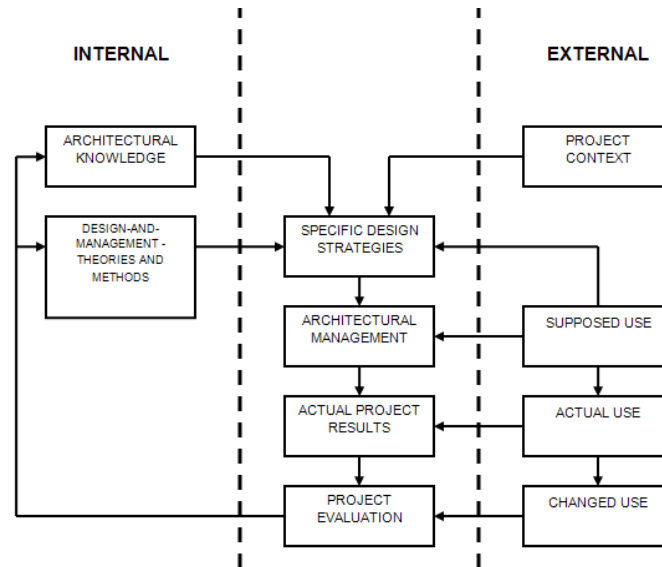 INTERNAL
EXTERNAL
ARCHITECTURAL
KNOWLEDGE
PROJECT
CONTEXT
DESIGN-AND-
MANAGEMENT -
THEORIES AND
METHODS
SPECIFIC DESIGN
STRATEGIES
ARCHITECTURAL
MANAGEMENT
SUPPOSED USE
ACTUAL PROJECT
RESULTS
ACTUAL USE
PROJECT
EVALUATION
CHANGED USE